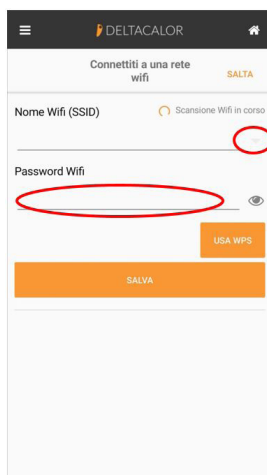 DELTACALOR
Connettiti a una rete
wifi
SALTA
Nome Wifi (SSID)
Scansione Wifi in corso
Password Wifi
USA WPS
SALVA